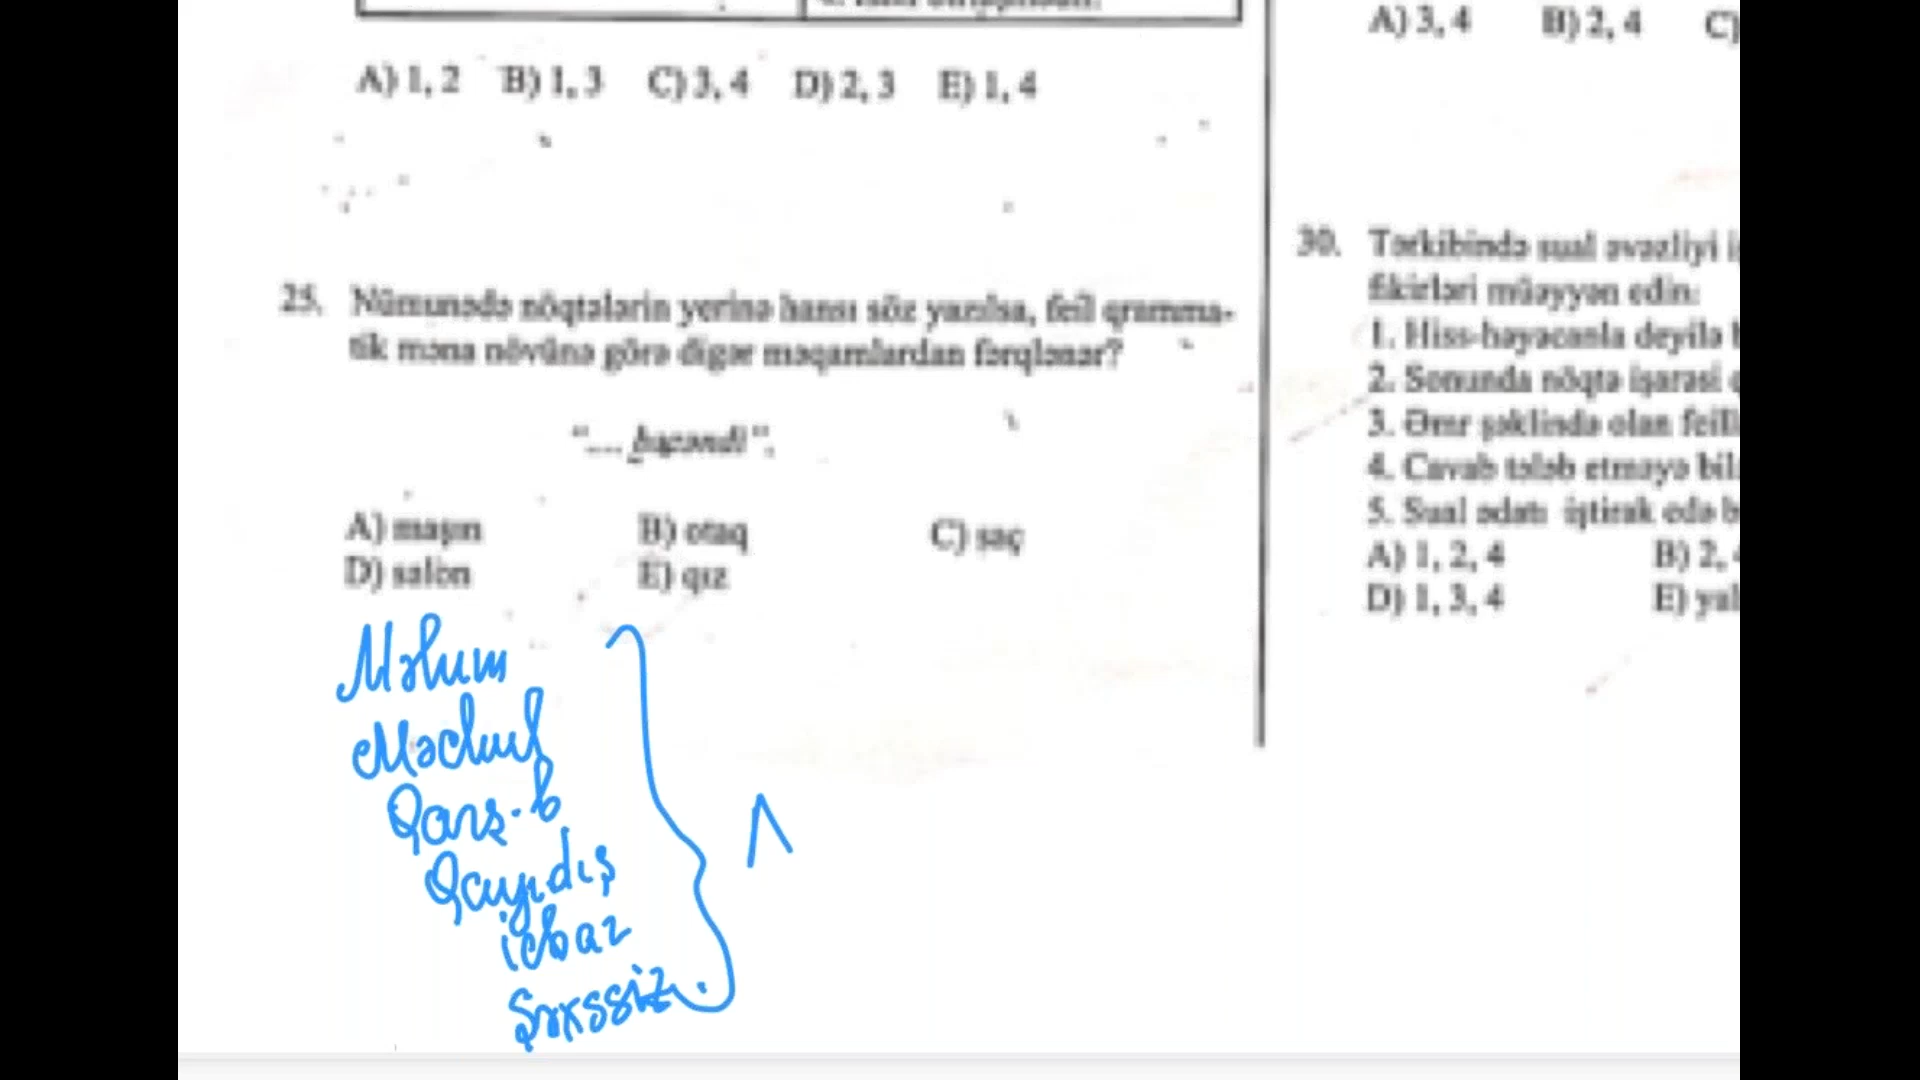 A) 1, 2 B) 1, 3 C) 3, 4 D) 2, 3 E) 1, 4
25. Nümunədə nöqtələrin yerinə hansı söz yazılsa, feil qramma-
tik məna növünə görə digər məqamlardan fərqlənər?
"... bəzəndi".
A) maşın B) otaq C) saç
D) salon E) qız
Məlum
Məchul
Qarş-b
Qayıdış
icbar
Şəxssiz
A) 3, 4 B) 2, 4 C)
30. Tərkibində sual əvəzliyi
fikirləri müəyyən edin:
1. Hiss-həyəcanla deyilə
2. Sonunda nöqtə işarəsi
3. Əmr şəklində olan
4. Cavab tələb etməyə
5. Sual ədatı iştirak edə
A) 1, 2, 4 B) 2,
D) 1, 3, 4 E)